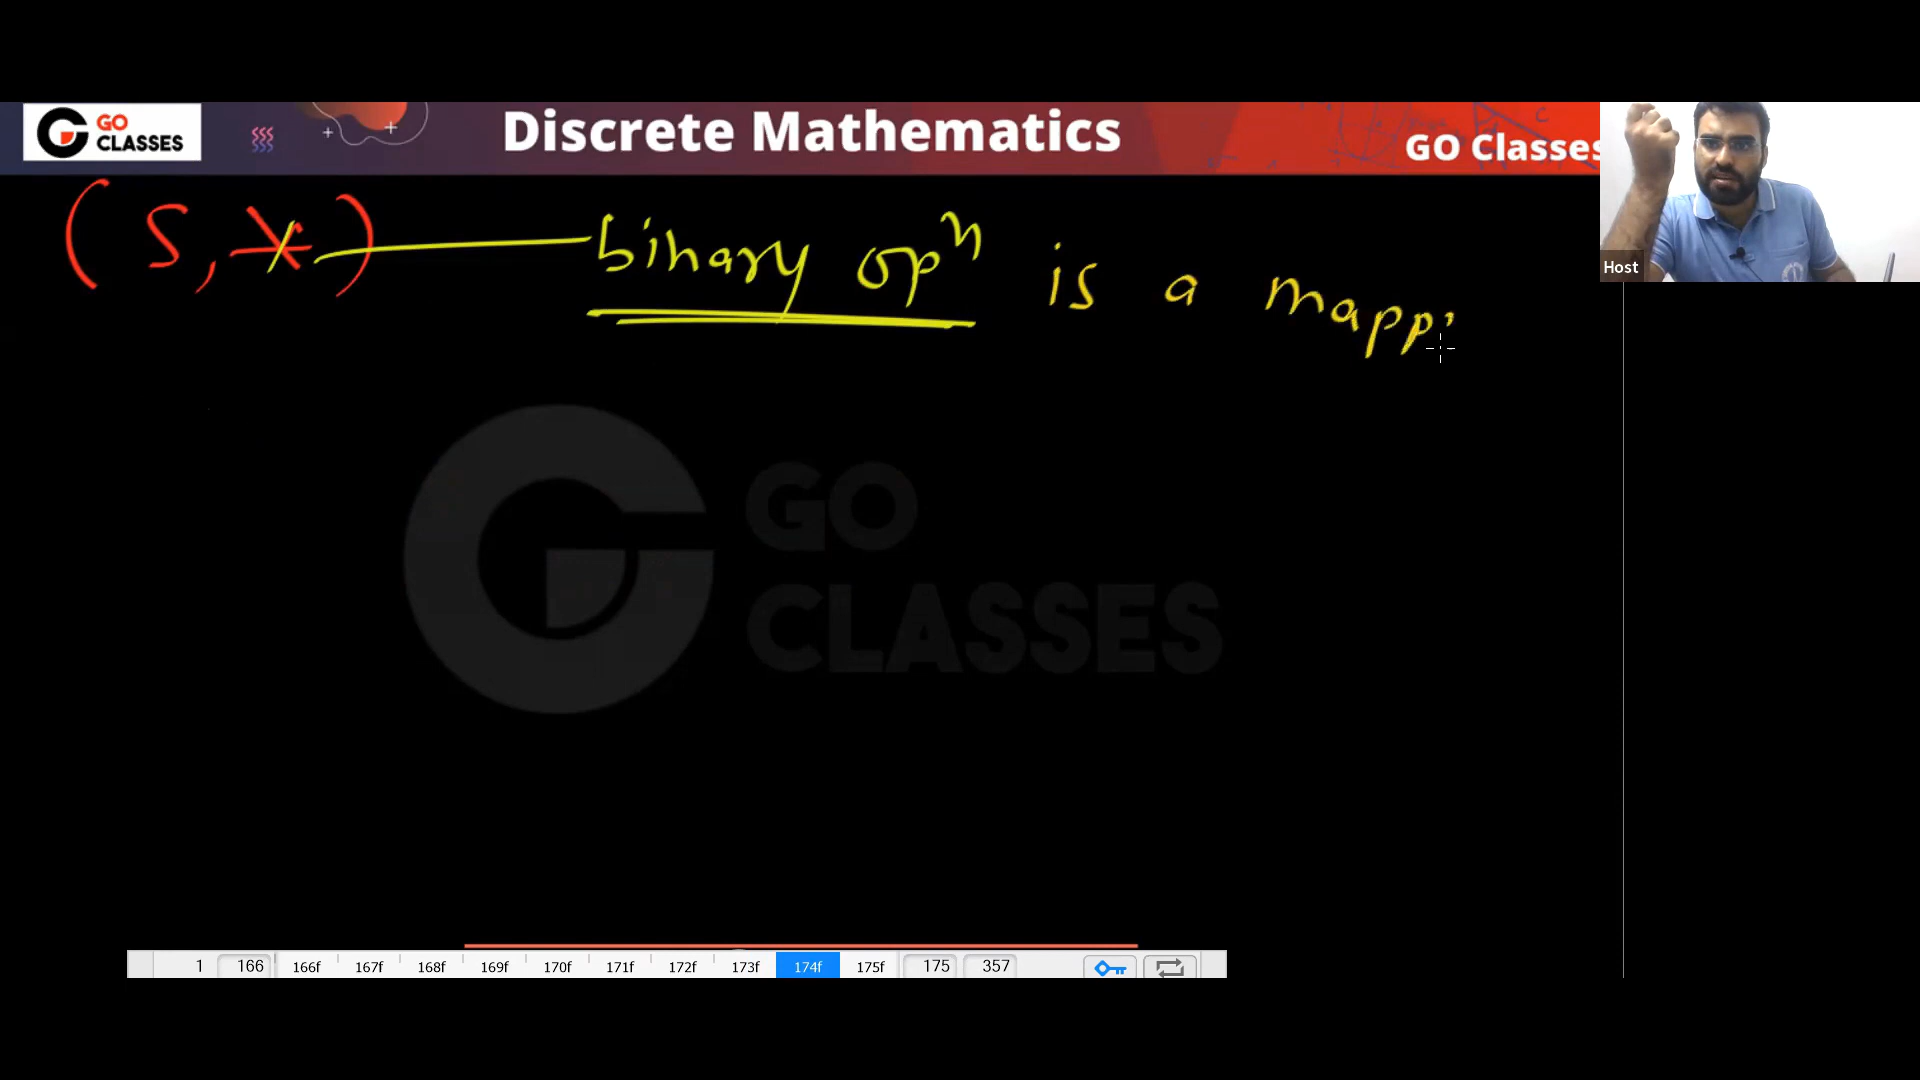 GO CLASSES
Discrete Mathematics
GO Classes
(S, *) binary opⁿ is a mappi
Host
GO
CLASSES
1 166 166f 167f 168f 169f 170f 171f 172f 173f 174f 175f 175 357